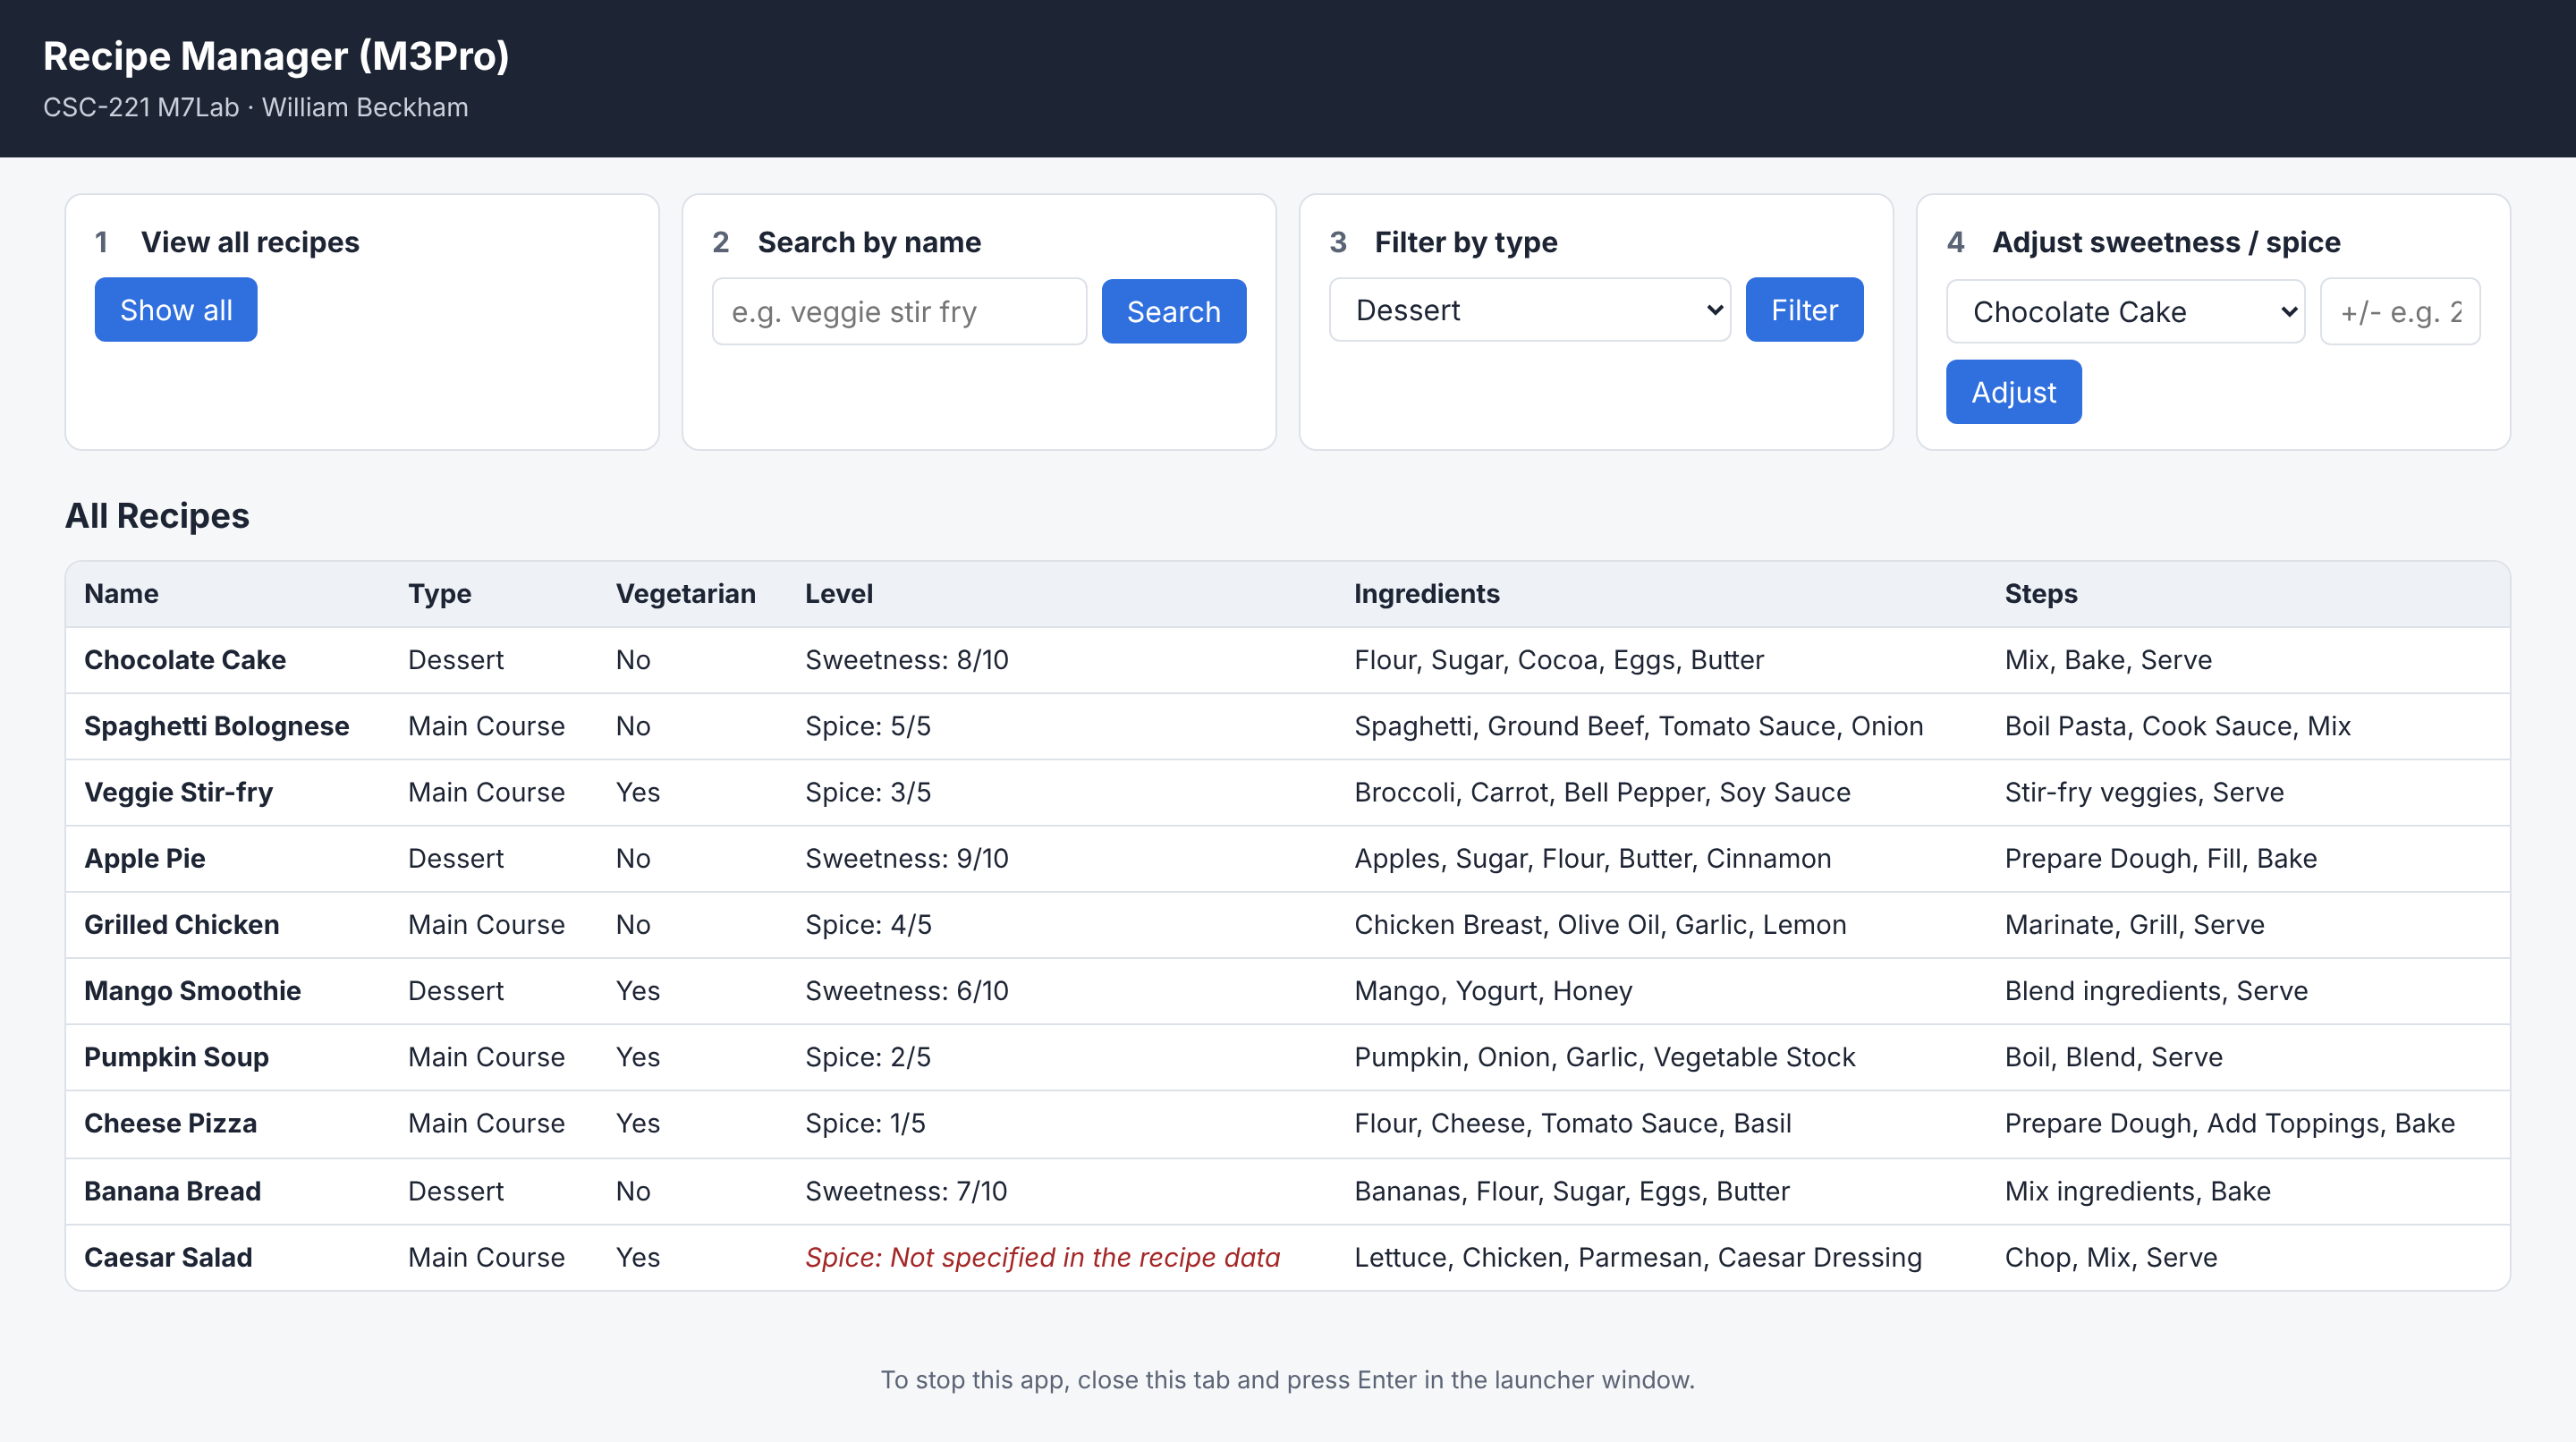 Recipe Manager (M3Pro)
CSC-221 M7Lab · William Beckham
1 View all recipes
Show all
2 Search by name
e.g. veggie stir fry Search
3 Filter by type
Dessert Filter
4 Adjust sweetness / spice
Chocolate Cake +/- e.g. 2
Adjust
All Recipes
Name Type Vegetarian Level Ingredients Steps
Chocolate Cake Dessert No Sweetness: 8/10 Flour, Sugar, Cocoa, Eggs, Butter Mix, Bake, Serve
Spaghetti Bolognese Main Course No Spice: 5/5 Spaghetti, Ground Beef, Tomato Sauce, Onion Boil Pasta, Cook Sauce, Mix
Veggie Stir-fry Main Course Yes Spice: 3/5 Broccoli, Carrot, Bell Pepper, Soy Sauce Stir-fry veggies, Serve
Apple Pie Dessert No Sweetness: 9/10 Apples, Sugar, Flour, Butter, Cinnamon Prepare Dough, Fill, Bake
Grilled Chicken Main Course No Spice: 4/5 Chicken Breast, Olive Oil, Garlic, Lemon Marinate, Grill, Serve
Mango Smoothie Dessert Yes Sweetness: 6/10 Mango, Yogurt, Honey Blend ingredients, Serve
Pumpkin Soup Main Course Yes Spice: 2/5 Pumpkin, Onion, Garlic, Vegetable Stock Boil, Blend, Serve
Cheese Pizza Main Course Yes Spice: 1/5 Flour, Cheese, Tomato Sauce, Basil Prepare Dough, Add Toppings, Bake
Banana Bread Dessert No Sweetness: 7/10 Bananas, Flour, Sugar, Eggs, Butter Mix ingredients, Bake
Caesar Salad Main Course Yes Spice: Not specified in the recipe data Lettuce, Chicken, Parmesan, Caesar Dressing Chop, Mix, Serve
To stop this app, close this tab and press Enter in the launcher window.